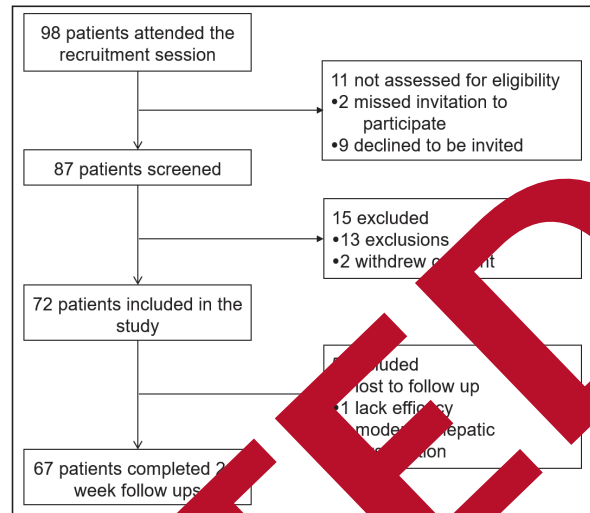 98 patients attended the
recruitment session
11 not assessed for eligibility
•2 missed invitation to
participate
•9 declined to be invited
87 patients screened
15 excluded
•13 exclusions
•2 withdrew
72 patients included in the
study
lost to follow up
•1 lack efficacy
hepatic
67 patients completed
week follow ups